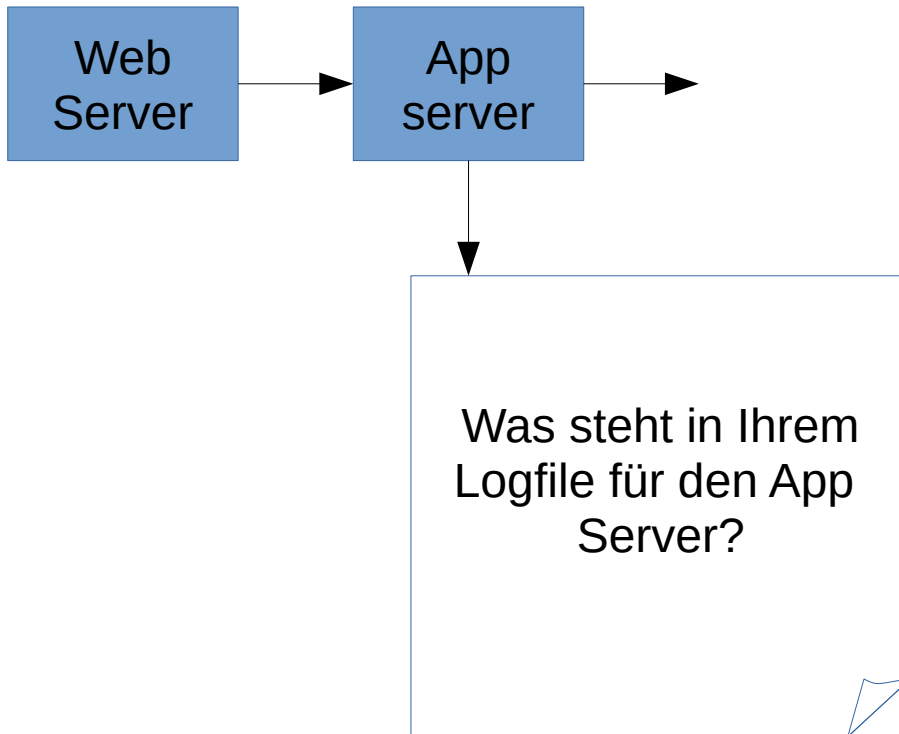 Web
Server
App
server
Was steht in Ihrem
Logfile für den App
Server?